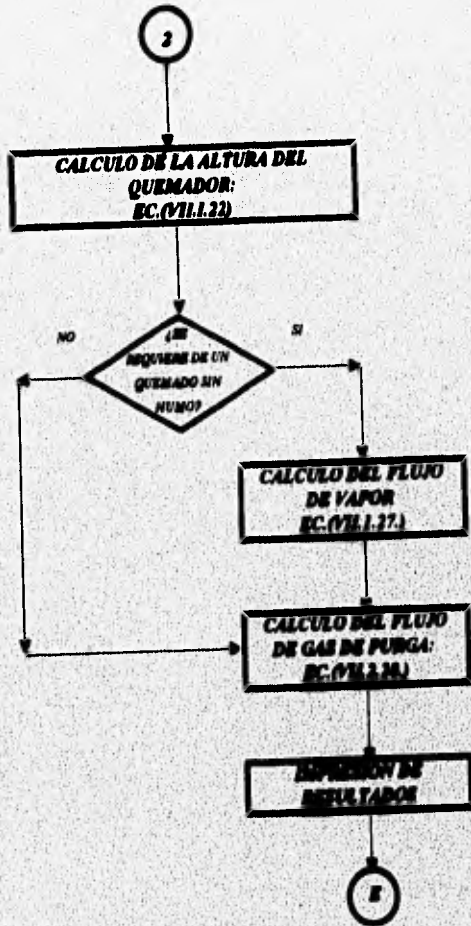 2
CALCULO DE LA ALTURA DEL
QUEMADOR:
EC.(VII.1.22)
NO
¿SE
SI
REQUIERE DE UN
QUEMADO SIN
HUMO?
CALCULO DEL FLUJO
DE VAPOR
EC.(VII.1.27.)
CALCULO DEL FLUJO
DE GAS DE PURGA:
IMPRESION DE
RESULTADOS